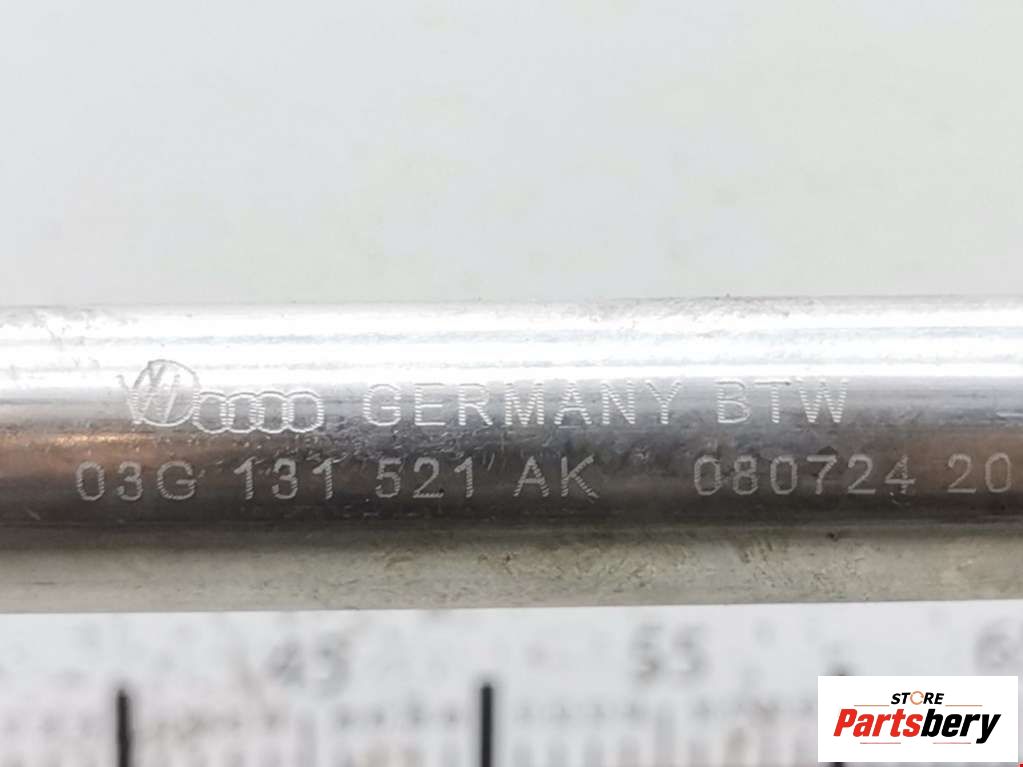 GERMANY BTW
03G 131 521 AK 080724 20
45 55
STORE
Partsbery